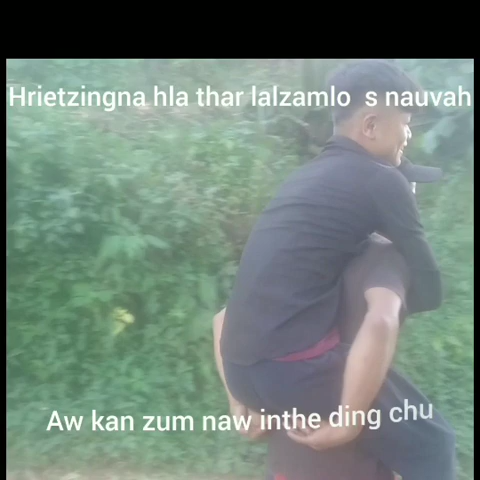 Hrietzingna hla thar lalzamlo s nauvah
Aw kan zum naw inthe ding chu